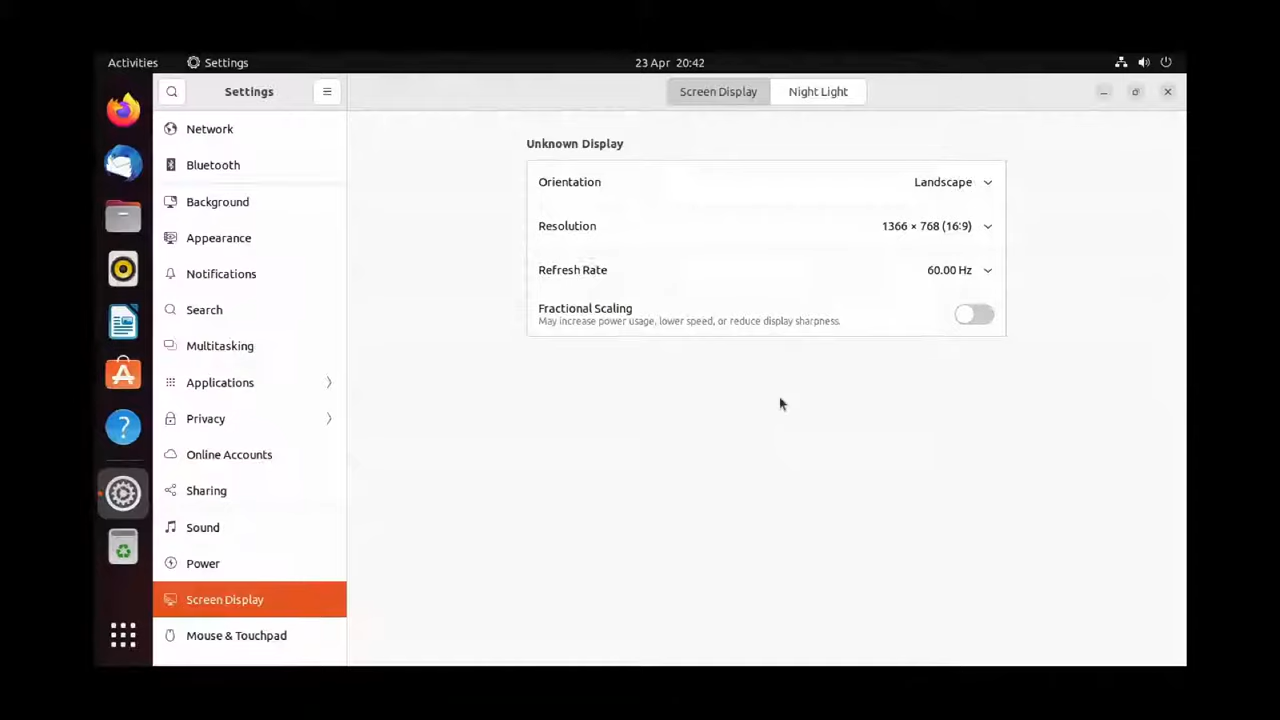 Activities Settings 23 Apr 20:42
Settings
Screen Display Night Light
Network
Bluetooth
Background
Appearance
Notifications
Search
Multitasking
Applications
Privacy
Online Accounts
Sharing
Sound
Power
Screen Display
Mouse & Touchpad
Unknown Display
Orientation Landscape
Resolution 1366 × 768 (16:9)
Refresh Rate 60.00 Hz
Fractional Scaling
May increase power usage, lower speed, or reduce display sharpness.